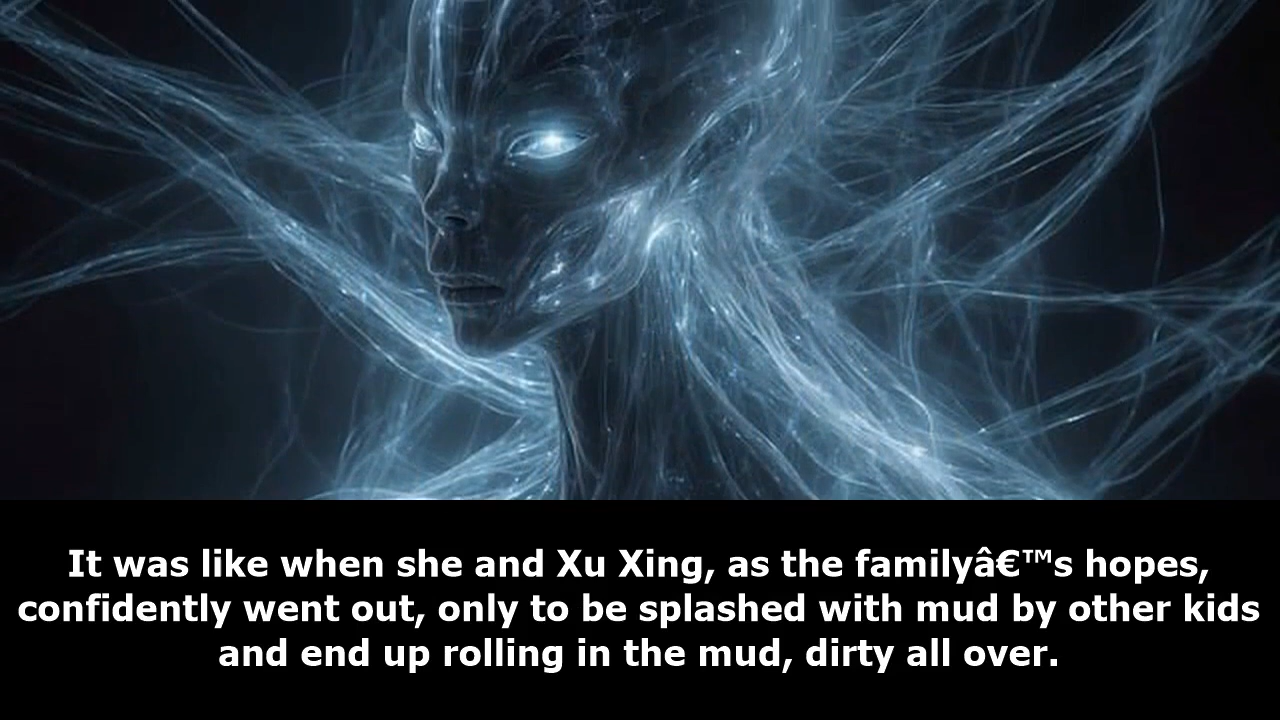 It was like when she and Xu Xing, as the familyâ€™s hopes,
confidently went out, only to be splashed with mud by other kids
and end up rolling in the mud, dirty all over.